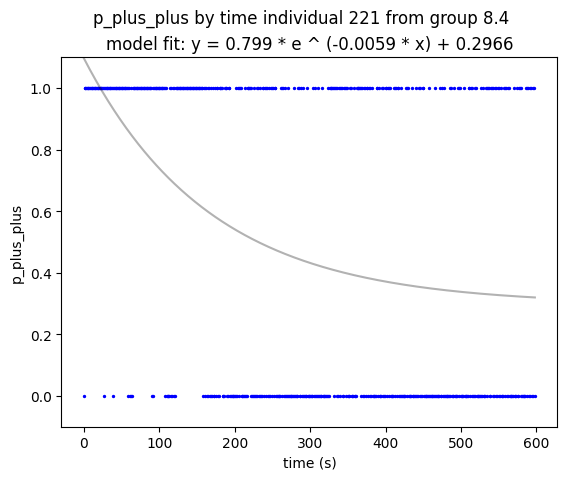 p_plus_plus by time individual 221 from group 8.4
model fit: y = 0.799 * e ^ (-0.0059 * x) + 0.2966
1.0
0.8
0.6
0.4
0.2
0.0
p_plus_plus
0 100 200 300 400 500 600
time (s)